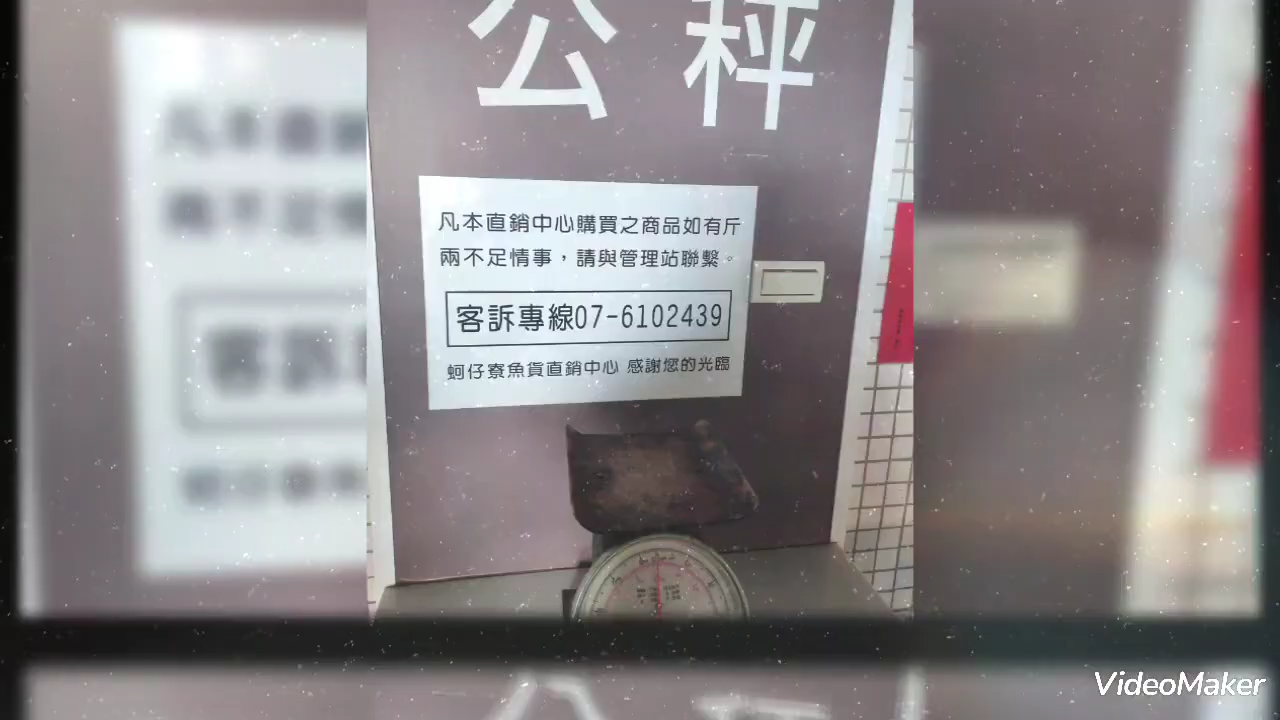 公秤
凡本直銷中心購買之商品如有斤
兩不足情事，請與管理站聯繫。
客訴專線07-6102439
蚵仔寮魚貨直銷中心 感謝您的光臨
VideoMaker